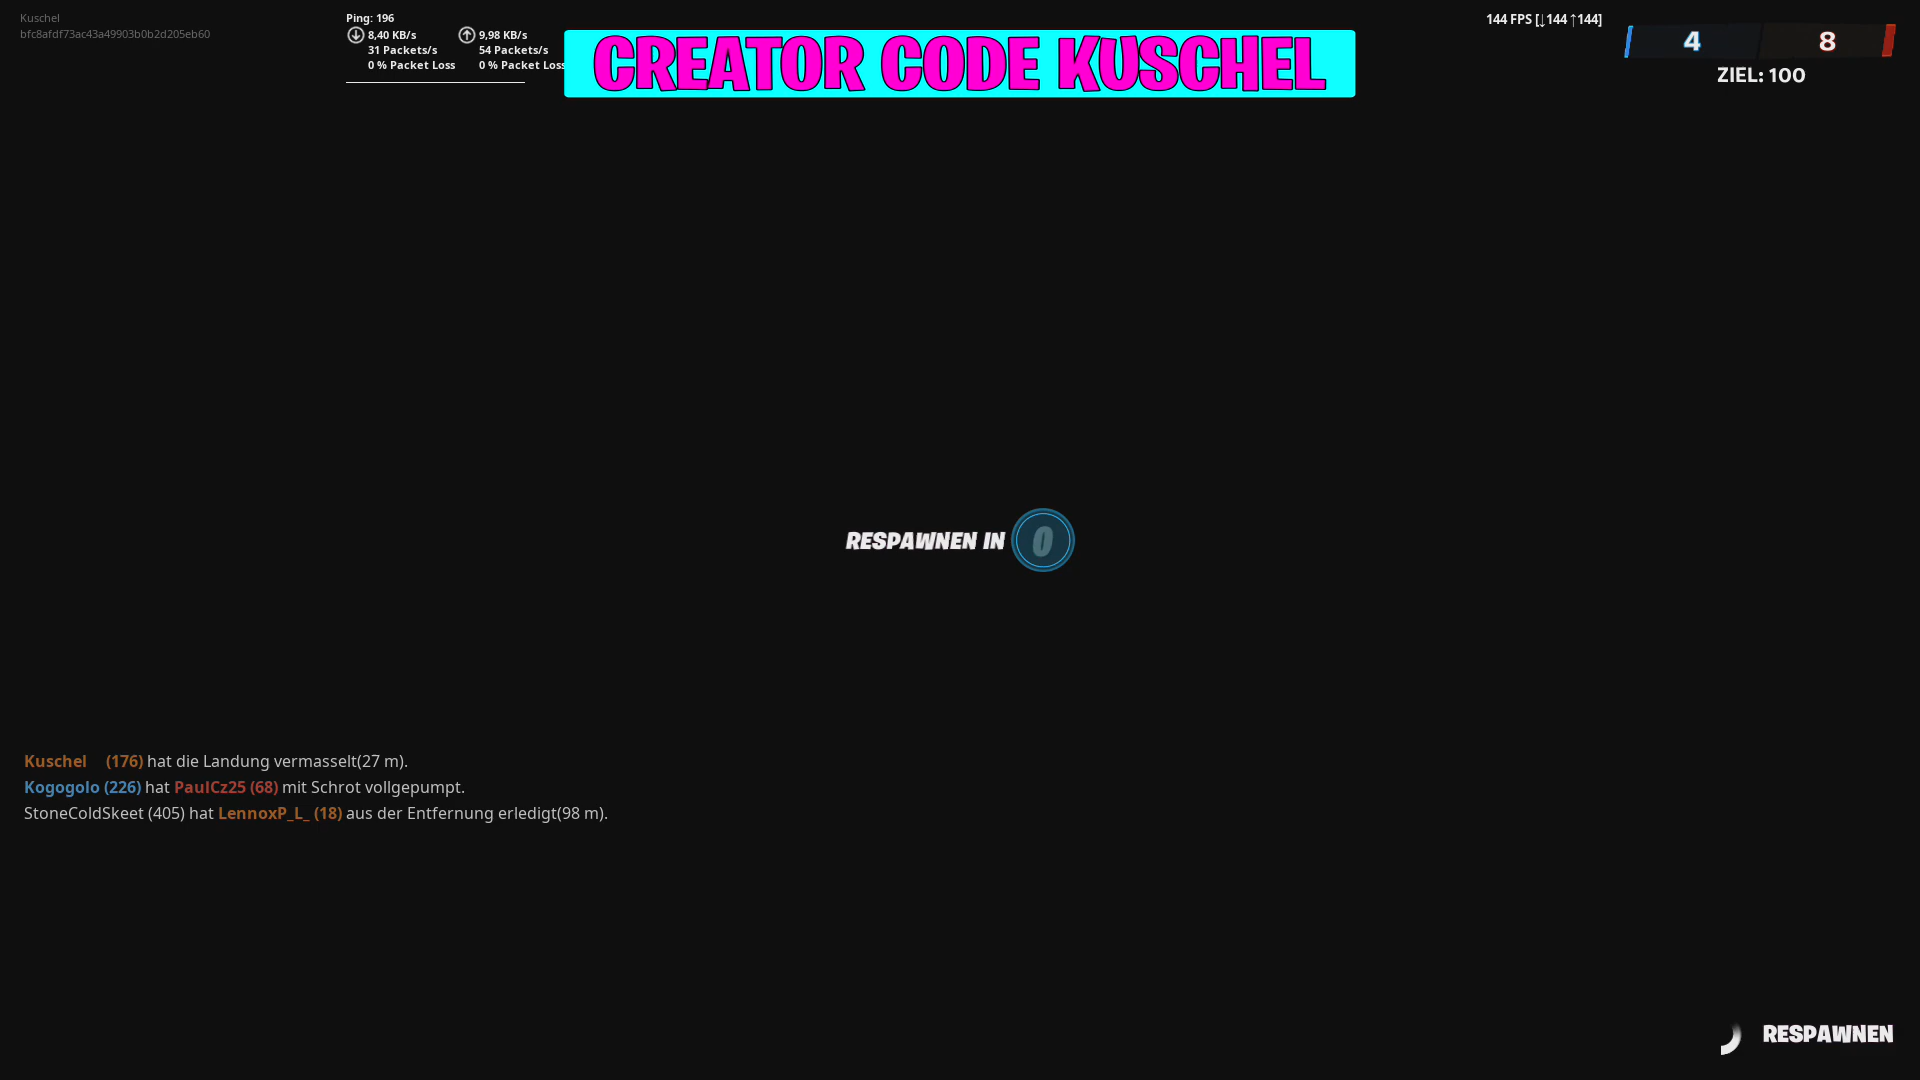 Kuschel
bfc8afdf73ac43a49903b0b2d205eb60
Ping: 196
8,40 KB/s 9,98 KB/s
31 Packets/s 54 Packets/s
0 % Packet Loss 0 % Packet Loss
CREATOR CODE KUSCHEL
144 FPS [↓144 ↑144]
4 8
ZIEL: 100
RESPAWNEN IN 0
Kuschel (176) hat die Landung vermasselt(27 m).
Kogogolo (226) hat PaulCz25 (68) mit Schrot vollgepumpt.
StoneColdSkeet (405) hat LennoxP_L_ (18) aus der Entfernung erledigt(98 m).
RESPAWNEN